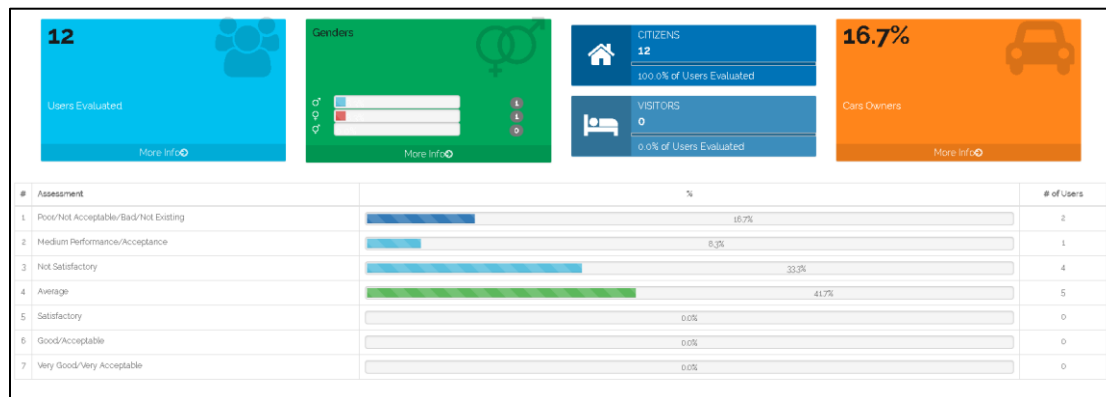 12
Users Evaluated
More Info
Genders
♂ 1
♀ 1
⚥ 0
More Info
CITIZENS
12
100.0% of Users Evaluated
VISITORS
0
0.0% of Users Evaluated
16.7%
Cars Owners
More Info
# Assessment % # of Users
1 Poor/Not Acceptable/Bad/Not Existing 16.7% 2
2 Medium Performance/Acceptance 8.3% 1
3 Not Satisfactory 33.3% 4
4 Average 41.7% 5
5 Satisfactory 0.0% 0
6 Good/Acceptable 0.0% 0
7 Very Good/Very Acceptable 0.0% 0